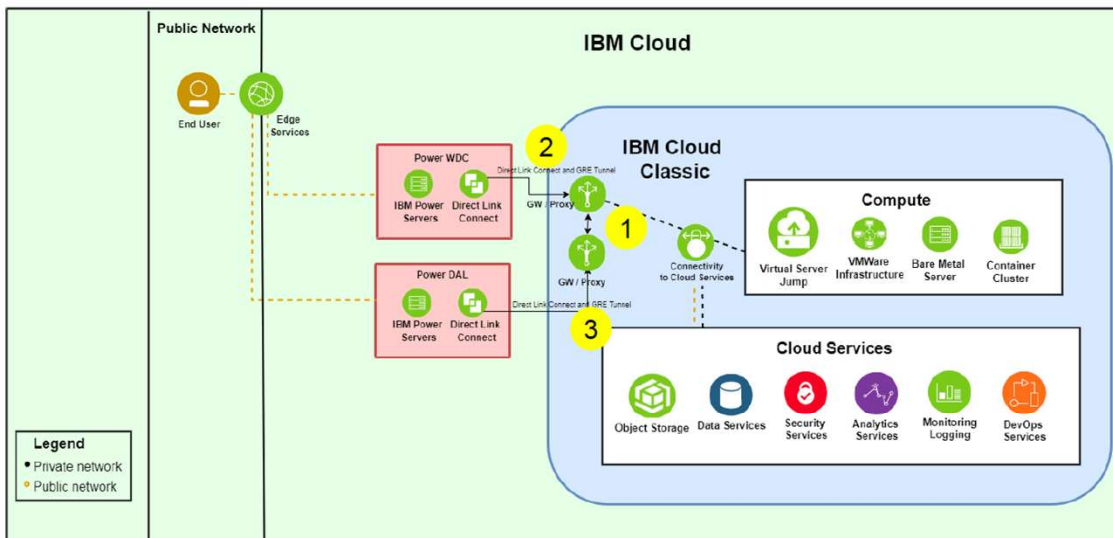 Public Network
IBM Cloud
End User
Edge
Services
2
IBM Cloud
Classic
Power WDC
Direct Link Connect and GRE Tunnel
IBM Power
Servers
Direct Link
Connect
GW / Proxy
1
Compute
Virtual Server
Jump
VMWare
Infrastructure
Bare Metal
Server
Container
Cluster
Connectivity
to Cloud Services
Power DAL
GW / Proxy
Direct Link Connect and GRE Tunnel
IBM Power
Servers
Direct Link
Connect
3
Cloud Services
Object Storage
Data Services
Security
Services
Analytics
Services
Monitoring
Logging
DevOps
Services
Legend
Private network
Public network